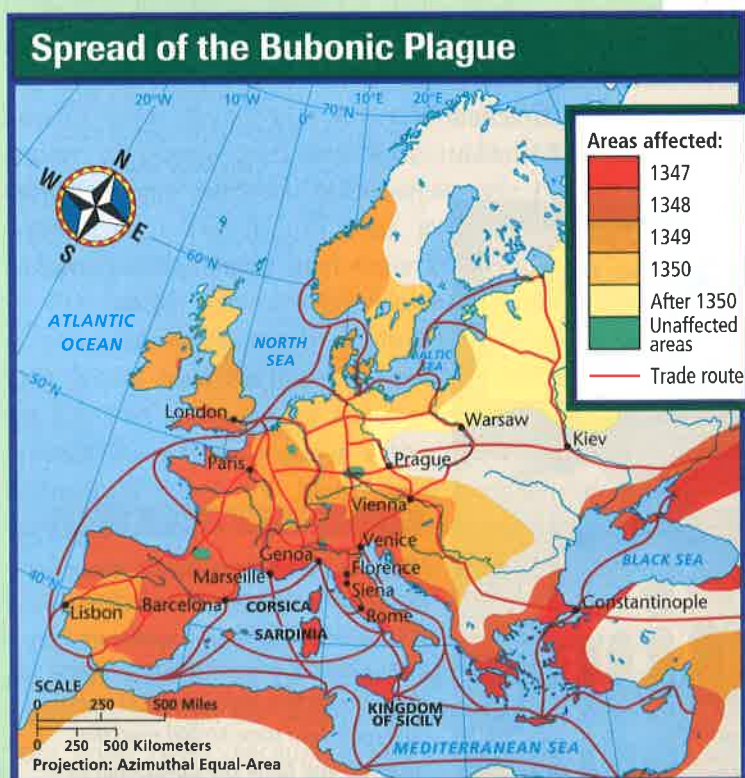 Spread of the Bubonic Plague
20°W
10°W
0°
70°N
10°E
20°E
Areas affected:
1347
1348
1349
1350
After 1350
Unaffected
areas
Trade route
N
W
E
S
60°N
ATLANTIC
OCEAN
NORTH
SEA
BALTIC
SEA
50°N
London
Warsaw
Kiev
Paris
Prague
Vienna
Venice
Genoa
BLACK SEA
Florence
Marseille
Siena
40°N
Lisbon
Barcelona
CORSICA
Rome
Constantinople
SARDINIA
SCALE
0 250 500 Miles
KINGDOM
OF SICILY
0 250 500 Kilometers
MEDITERRANEAN SEA
Projection: Azimuthal Equal-Area